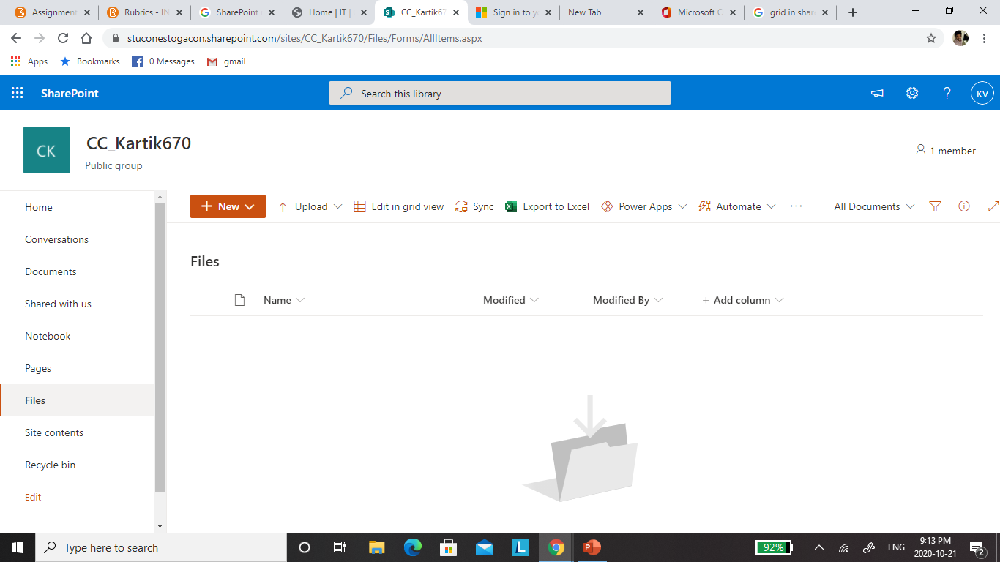 Assignment
Rubrics - IN
SharePoint
Home | IT |
CC_Kartik67
Sign in to y
New Tab
Microsoft
grid in shar
stuconestogacon.sharepoint.com/sites/CC_Kartik670/Files/Forms/AllItems.aspx
Apps Bookmarks 0 Messages gmail
SharePoint Search this library KV
CK CC_Kartik670
Public group
1 member
Home
Conversations
Documents
Shared with us
Notebook
Pages
Files
Site contents
Recycle bin
Edit
+ New Upload Edit in grid view Sync Export to Excel Power Apps Automate ··· All Documents
Files
Name Modified Modified By + Add column
Type here to search
92% ENG 9:13 PM
2020-10-21 2